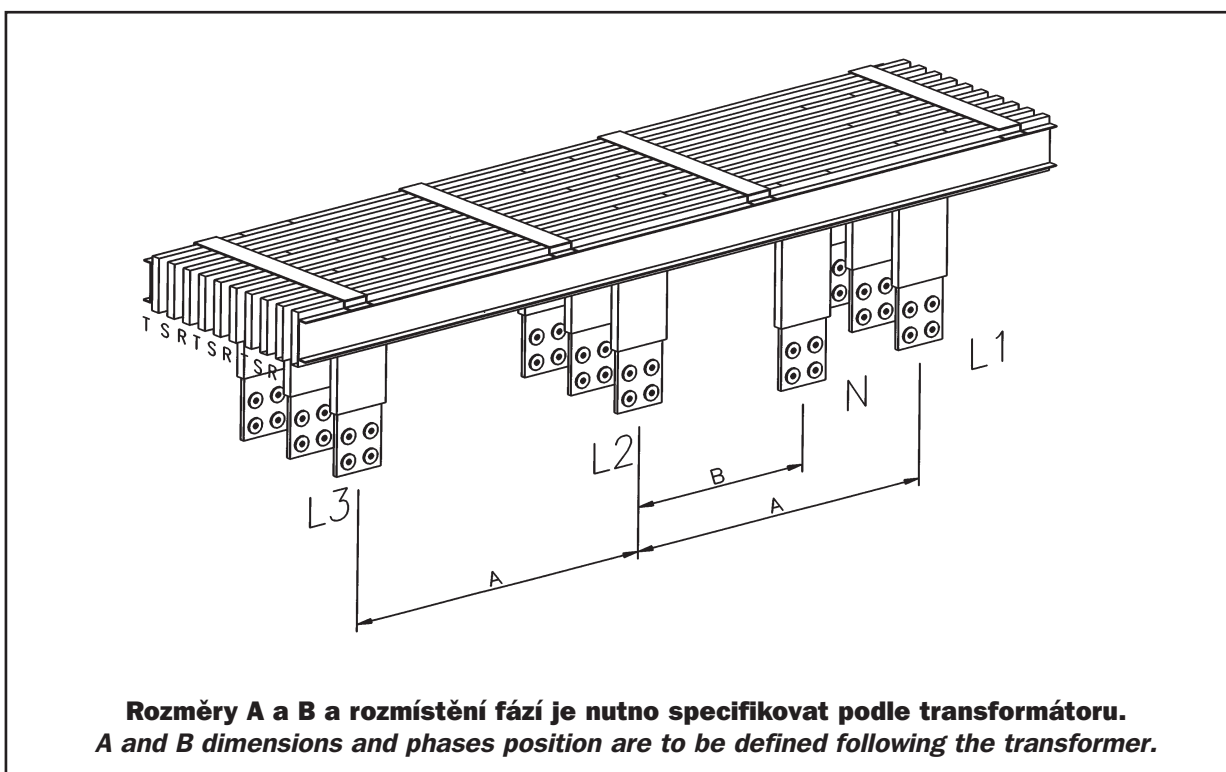 T S R T S R T S R
L1
N
L2
B
L3
A
A
Rozměry A a B a rozmístění fází je nutno specifikovat podle transformátoru.
A and B dimensions and phases position are to be defined following the transformer.